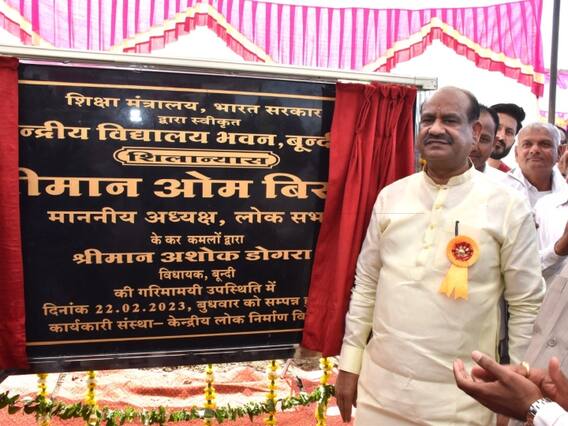 शिक्षा मंत्रालय, भारत सरकार
द्वारा स्वीकृत
न्द्रीय विद्यालय भवन, बून्दी
शिलान्यास
ीमान ओम बिर
माननीय अध्यक्ष, लोक सभ
के कर कमलों द्वारा
श्रीमान अशोक डोगरा
विधायक, बून्दी
की गरिमामयी उपस्थिति में
दिनांक 22.02.2023, बुधवार को सम्पन्न
कार्यकारी संस्था– केन्द्रीय लोक निर्माण वि